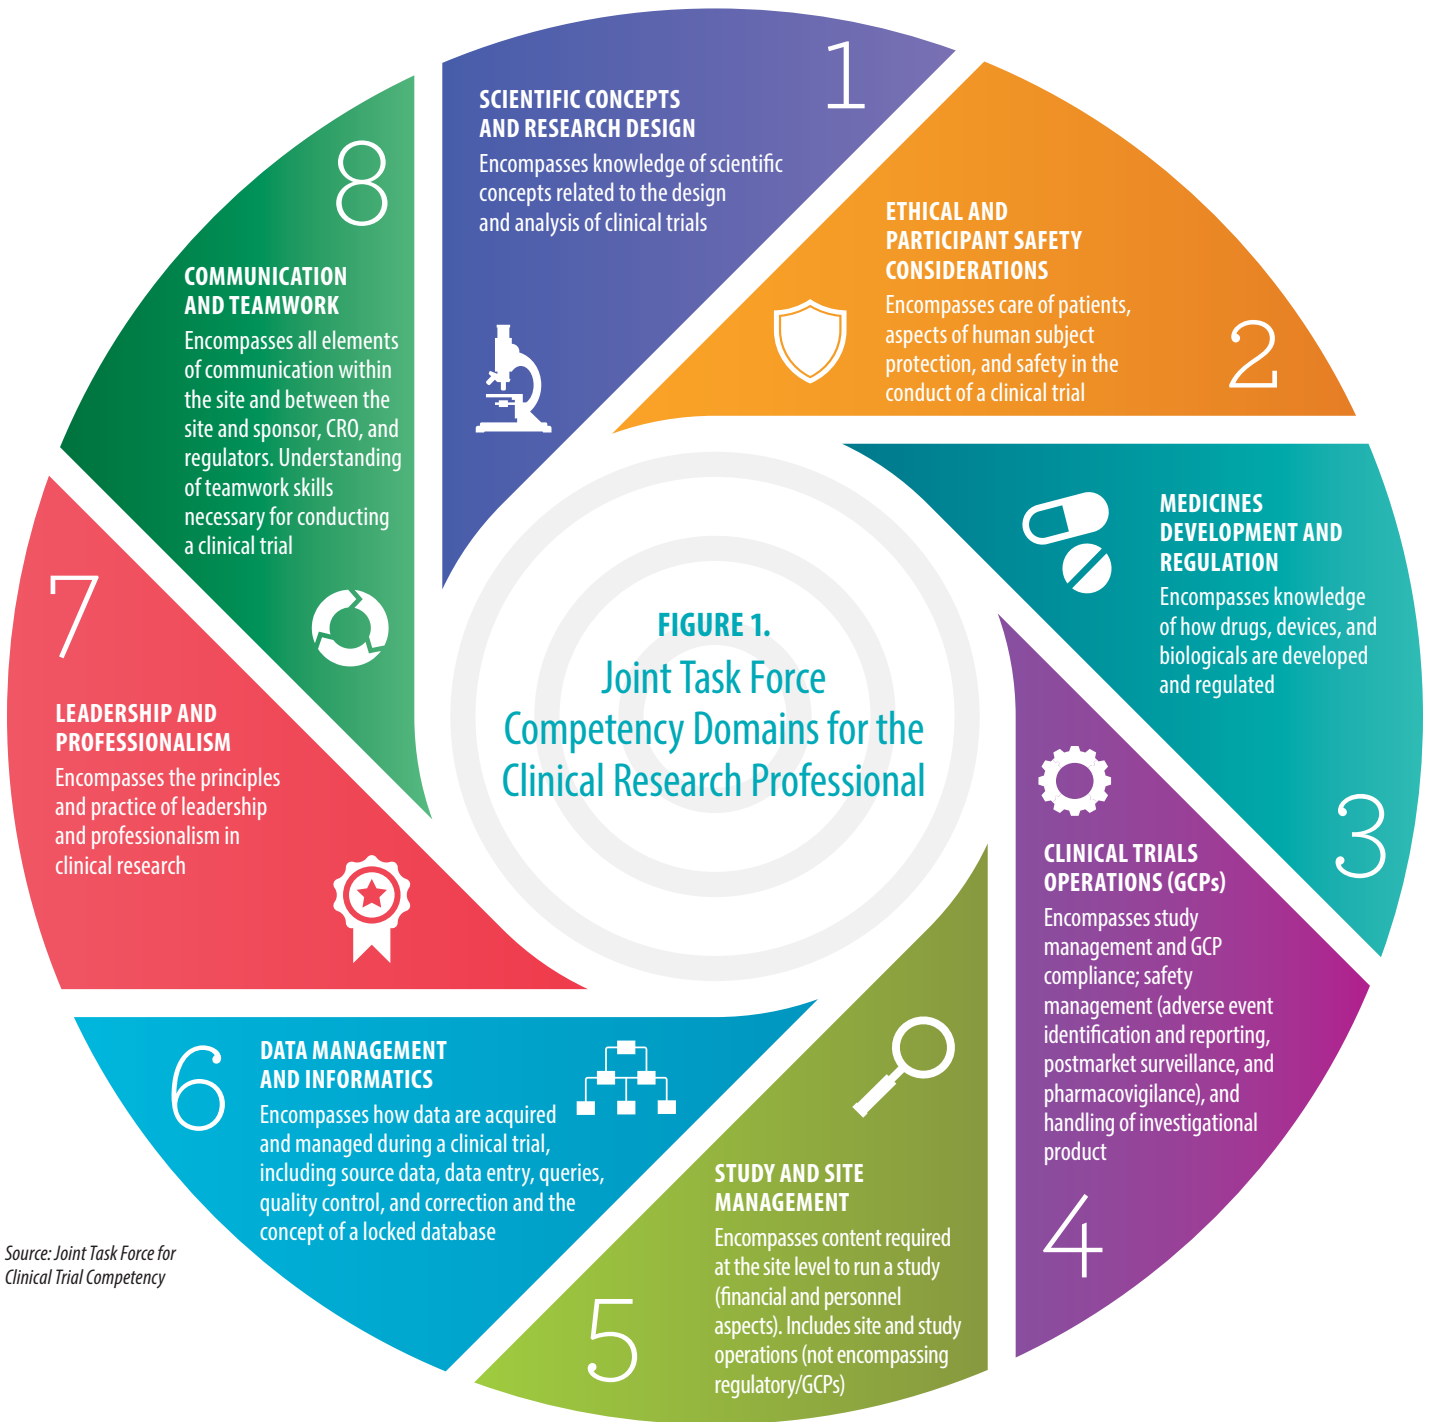 1
SCIENTIFIC CONCEPTS
AND RESEARCH DESIGN
Encompasses knowledge of scientific
concepts related to the design
and analysis of clinical trials
2
ETHICAL AND
PARTICIPANT SAFETY
CONSIDERATIONS
Encompasses care of patients,
aspects of human subject
protection, and safety in the
conduct of a clinical trial
3
MEDICINES
DEVELOPMENT AND
REGULATION
Encompasses knowledge
of how drugs, devices, and
biologicals are developed
and regulated
4
CLINICAL TRIALS
OPERATIONS (GCPs)
Encompasses study
management and GCP
compliance; safety
management (adverse event
identification and reporting,
postmarket surveillance, and
pharmacovigilance), and
handling of investigational
product
5
STUDY AND SITE
MANAGEMENT
Encompasses content required
at the site level to run a study
(financial and personnel
aspects). Includes site and study
operations (not encompassing
regulatory/GCPs)
6
DATA MANAGEMENT
AND INFORMATICS
Encompasses how data are acquired
and managed during a clinical trial,
including source data, data entry, queries,
quality control, and correction and the
concept of a locked database
7
LEADERSHIP AND
PROFESSIONALISM
Encompasses the principles
and practice of leadership
and professionalism in
clinical research
8
COMMUNICATION
AND TEAMWORK
Encompasses all elements
of communication within
the site and between the
site and sponsor, CRO, and
regulators. Understanding
of teamwork skills
necessary for conducting
a clinical trial
FIGURE 1.
Joint Task Force
Competency Domains for the
Clinical Research Professional
Source: Joint Task Force for
Clinical Trial Competency